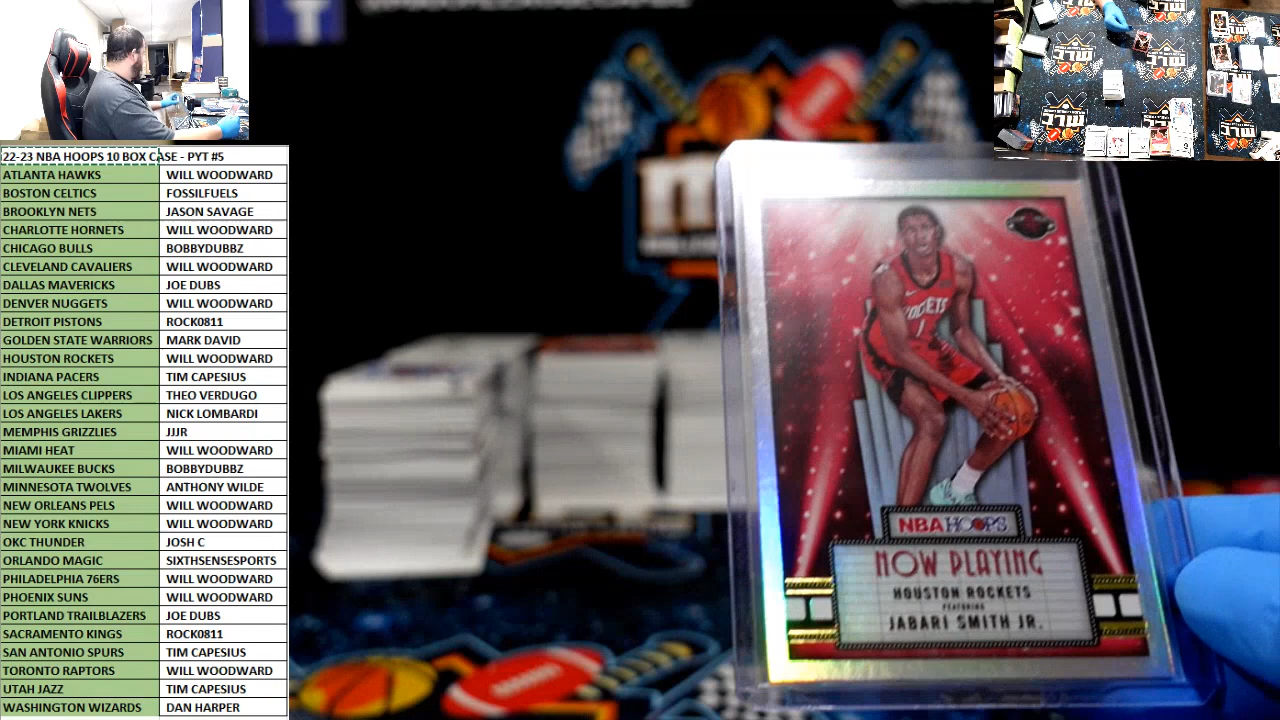 22-23 NBA HOOPS 10 BOX CASE - PYT #5
ATLANTA HAWKS WILL WOODWARD
BOSTON CELTICS FOSSILFUELS
BROOKLYN NETS JASON SAVAGE
CHARLOTTE HORNETS WILL WOODWARD
CHICAGO BULLS BOBBYDUBBZ
CLEVELAND CAVALIERS WILL WOODWARD
DALLAS MAVERICKS JOE DUBS
DENVER NUGGETS WILL WOODWARD
DETROIT PISTONS ROCK0811
GOLDEN STATE WARRIORS MARK DAVID
HOUSTON ROCKETS WILL WOODWARD
INDIANA PACERS TIM CAPESIUS
LOS ANGELES CLIPPERS THEO VERDUGO
LOS ANGELES LAKERS NICK LOMBARDI
MEMPHIS GRIZZLIES JJJR
MIAMI HEAT WILL WOODWARD
MILWAUKEE BUCKS BOBBYDUBBZ
MINNESOTA TWOLVES ANTHONY WILDE
NEW ORLEANS PELS WILL WOODWARD
NEW YORK KNICKS WILL WOODWARD
OKC THUNDER JOSH C
ORLANDO MAGIC SIXTHSENSESPORTS
PHILADELPHIA 76ERS WILL WOODWARD
PHOENIX SUNS WILL WOODWARD
PORTLAND TRAILBLAZERS JOE DUBS
SACRAMENTO KINGS ROCK0811
SAN ANTONIO SPURS TIM CAPESIUS
TORONTO RAPTORS WILL WOODWARD
UTAH JAZZ TIM CAPESIUS
WASHINGTON WIZARDS DAN HARPER
ROCKETS
1
NBA HOOPS
NOW PLAYING
HOUSTON ROCKETS
FEATURING
JABARI SMITH JR.